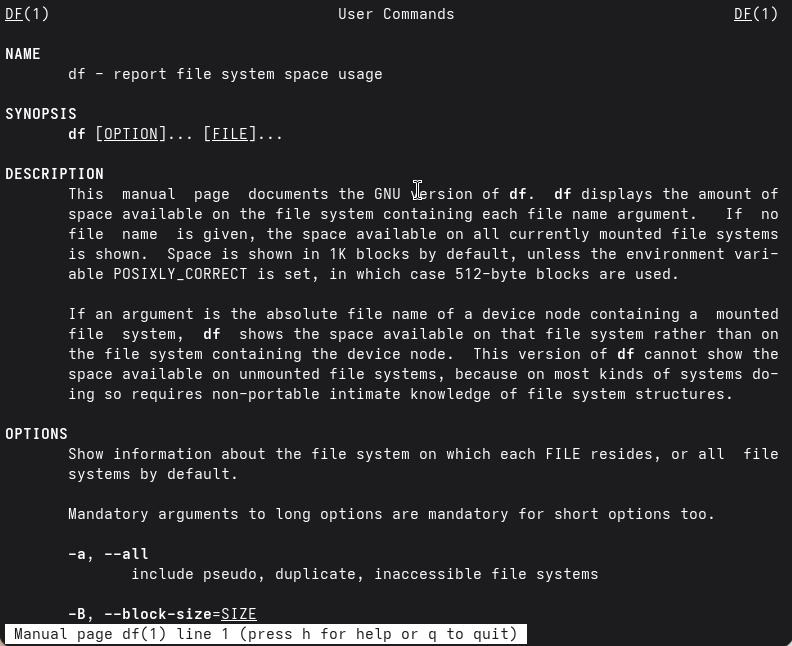 DF(1) User Commands DF(1)
NAME
df - report file system space usage
SYNOPSIS
df [OPTION]... [FILE]...
DESCRIPTION
This manual page documents the GNU version of df. df displays the amount of
space available on the file system containing each file name argument. If no
file name is given, the space available on all currently mounted file systems
is shown. Space is shown in 1K blocks by default, unless the environment vari-
able POSIXLY_CORRECT is set, in which case 512-byte blocks are used.
If an argument is the absolute file name of a device node containing a mounted
file system, df shows the space available on that file system rather than on
the file system containing the device node. This version of df cannot show the
space available on unmounted file systems, because on most kinds of systems do-
ing so requires non-portable intimate knowledge of file system structures.
OPTIONS
Show information about the file system on which each FILE resides, or all file
systems by default.
Mandatory arguments to long options are mandatory for short options too.
-a, --all
include pseudo, duplicate, inaccessible file systems
-B, --block-size=SIZE
Manual page df(1) line 1 (press h for help or q to quit)